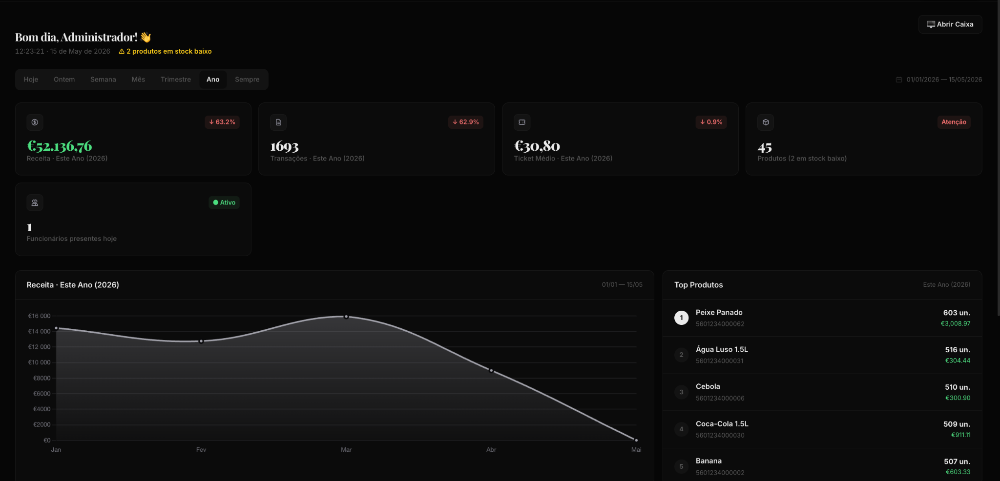 Abrir Caixa
Bom dia, Administrador! 👋
12:23:21 · 15 de May de 2026 ⚠ 2 produtos em stock baixo
Hoje Ontem Semana Mês Trimestre Ano Sempre
01/01/2026 — 15/05/2026
↓ 63.2%
€52.136,76
Receita · Este Ano (2026)
↓ 62.9%
1693
Transações · Este Ano (2026)
↓ 0.9%
€30,80
Ticket Médio · Este Ano (2026)
Atenção
45
Produtos (2 em stock baixo)
Ativo
1
Funcionários presentes hoje
Receita · Este Ano (2026)
01/01 — 15/05
€16 000
€14 000
€12 000
€10 000
€8000
€6000
€4000
€2000
€0
Jan Fev Mar Abr Mai
Top Produtos
Este Ano (2026)
1
Peixe Panado
603 un.
5601234000062
€3,008.97
2
Água Luso 1.5L
516 un.
5601234000031
€304.44
3
Cebola
510 un.
5601234000006
€300.90
4
Coca-Cola 1.5L
509 un.
5601234000030
€911.11
5
Banana
507 un.
5601234000002
€603.33